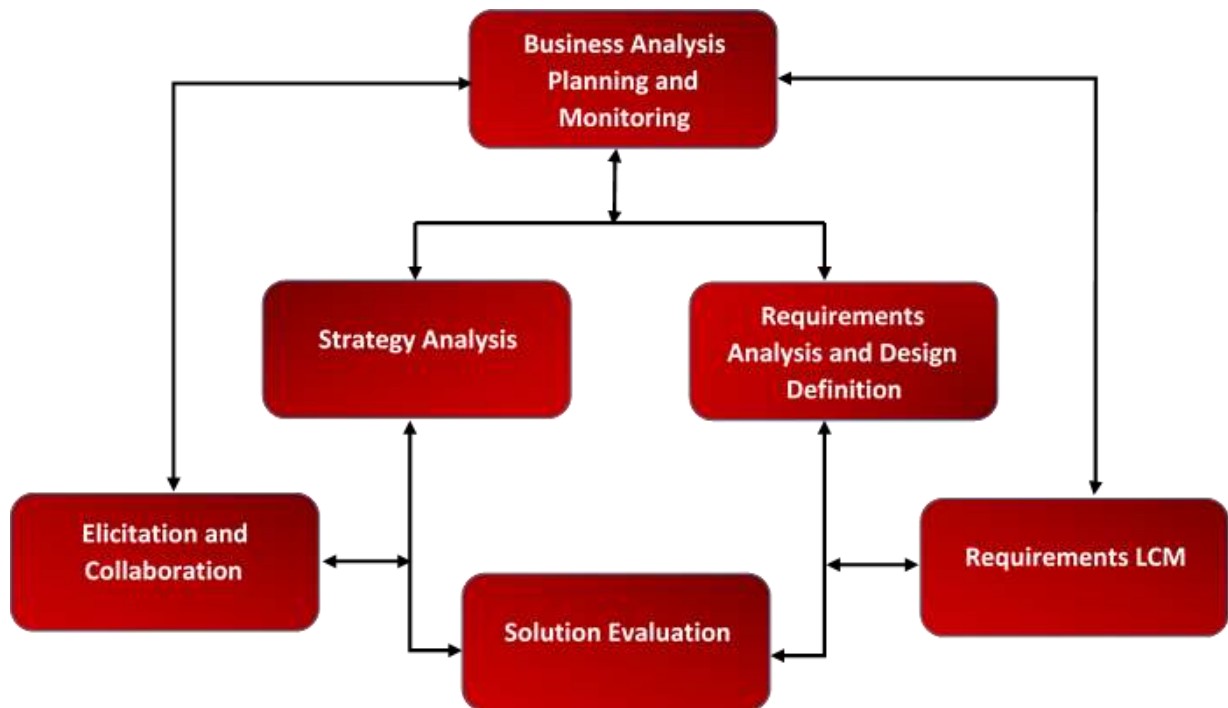 Business Analysis
Planning and
Monitoring
Strategy Analysis
Requirements
Analysis and Design
Definition
Elicitation and
Collaboration
Requirements LCM
Solution Evaluation